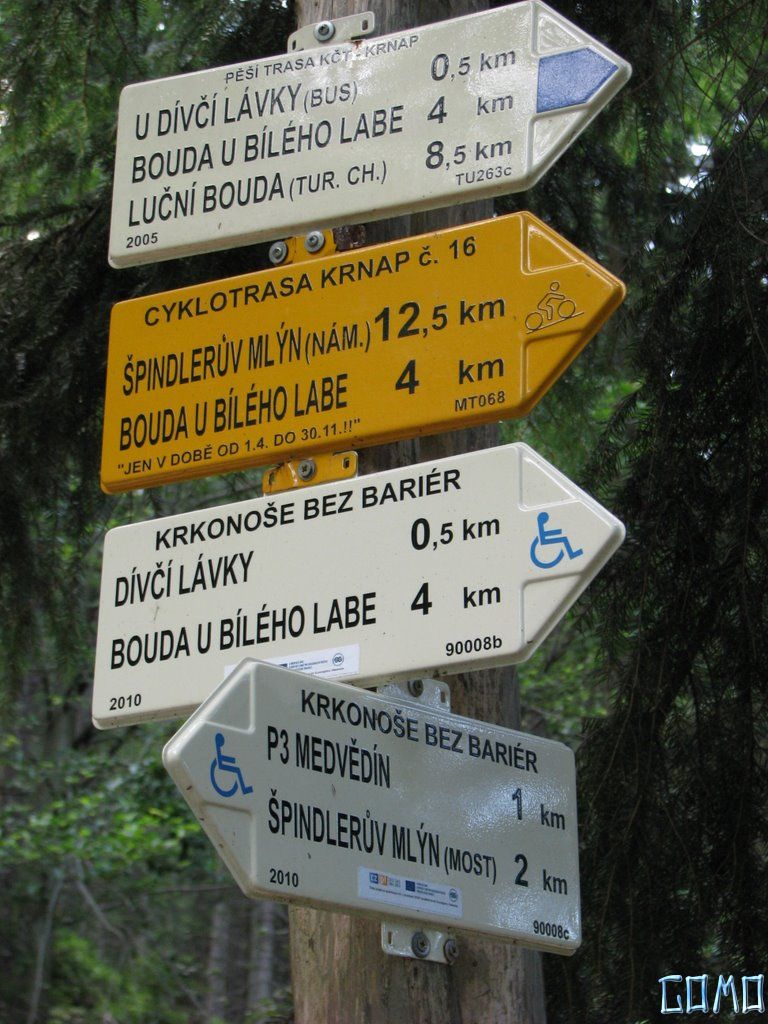 PĚŠÍ TRASA KČT - KRNAP
U DÍVČÍ LÁVKY (BUS) 0,5 km
BOUDA U BÍLÉHO LABE 4 km
LUČNÍ BOUDA (TUR. CH.) 8,5 km
2005 TU263c
CYKLOTRASA KRNAP č. 16
ŠPINDLERŮV MLÝN (NÁM.) 12,5 km
BOUDA U BÍLÉHO LABE 4 km
"JEN V DOBĚ OD 1.4. DO 30.11.!!" MT068
KRKONOŠE BEZ BARIÉR
DÍVČÍ LÁVKY 0,5 km
BOUDA U BÍLÉHO LABE 4 km
2010 90008b
KRKONOŠE BEZ BARIÉR
P3 MEDVĚDÍN 1 km
ŠPINDLERŮV MLÝN (MOST) 2 km
2010 90008c
GOMO